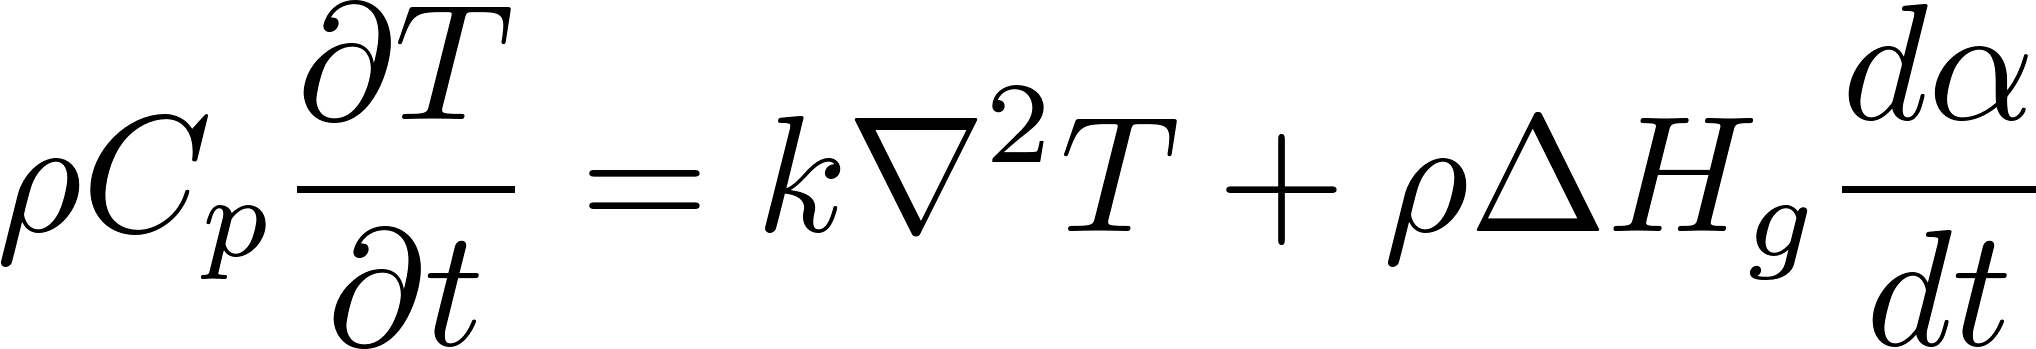 ρC_p ∂T/∂t = k∇²T + ρΔH_g dα/dt